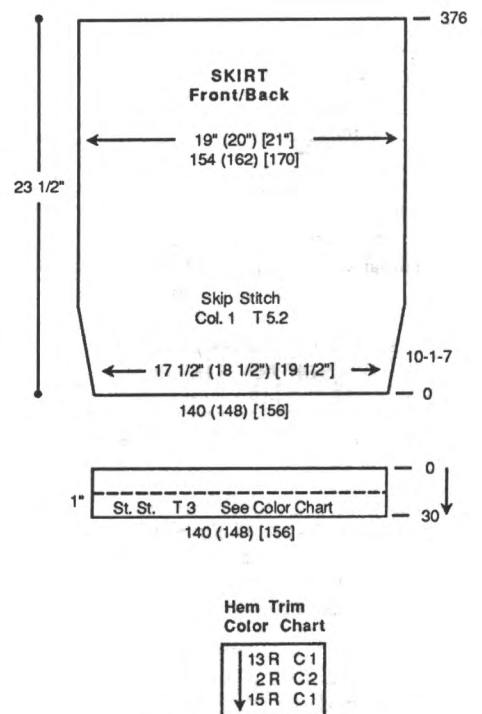 376
SKIRT
Front/Back
19" (20") [21"]
154 (162) [170]
23 1/2"
Skip Stitch
Col. 1 T 5.2
10-1-7
17 1/2" (18 1/2") [19 1/2"]
0
140 (148) [156]
0
1"
St. St. T 3 See Color Chart
30
140 (148) [156]
Hem Trim
Color Chart
13 R C 1
2 R C 2
15 R C 1